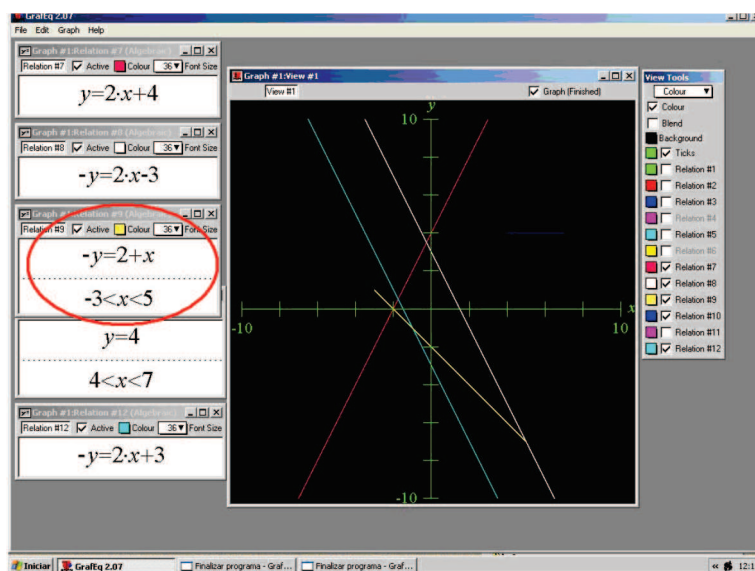 GrafEq 2.07
File Edit Graph Help
Graph #1:Relation #7 (Algebraic)
Relation #7 Active Colour 36 Font Size
y=2·x+4
Graph #1:Relation #8 (Algebraic)
Relation #8 Active Colour 36 Font Size
-y=2·x-3
Graph #1:Relation #9 (Algebraic)
Relation #9 Active Colour 36 Font Size
-y=2+x
-3<x<5
y=4
4<x<7
Graph #1:Relation #12 (Algebraic)
Relation #12 Active Colour 36 Font Size
-y=2·x+3
Graph #1:View #1
View #1 Graph (Finished)
y
10
-10
x
10
-10
View Tools
Colour
Colour
Blend
Background
Ticks
Relation #1
Relation #2
Relation #3
Relation #4
Relation #5
Relation #6
Relation #7
Relation #8
Relation #9
Relation #10
Relation #11
Relation #12
Iniciar GrafEq 2.07 Finalizar programa - Graf... Finalizar programa - Graf... «